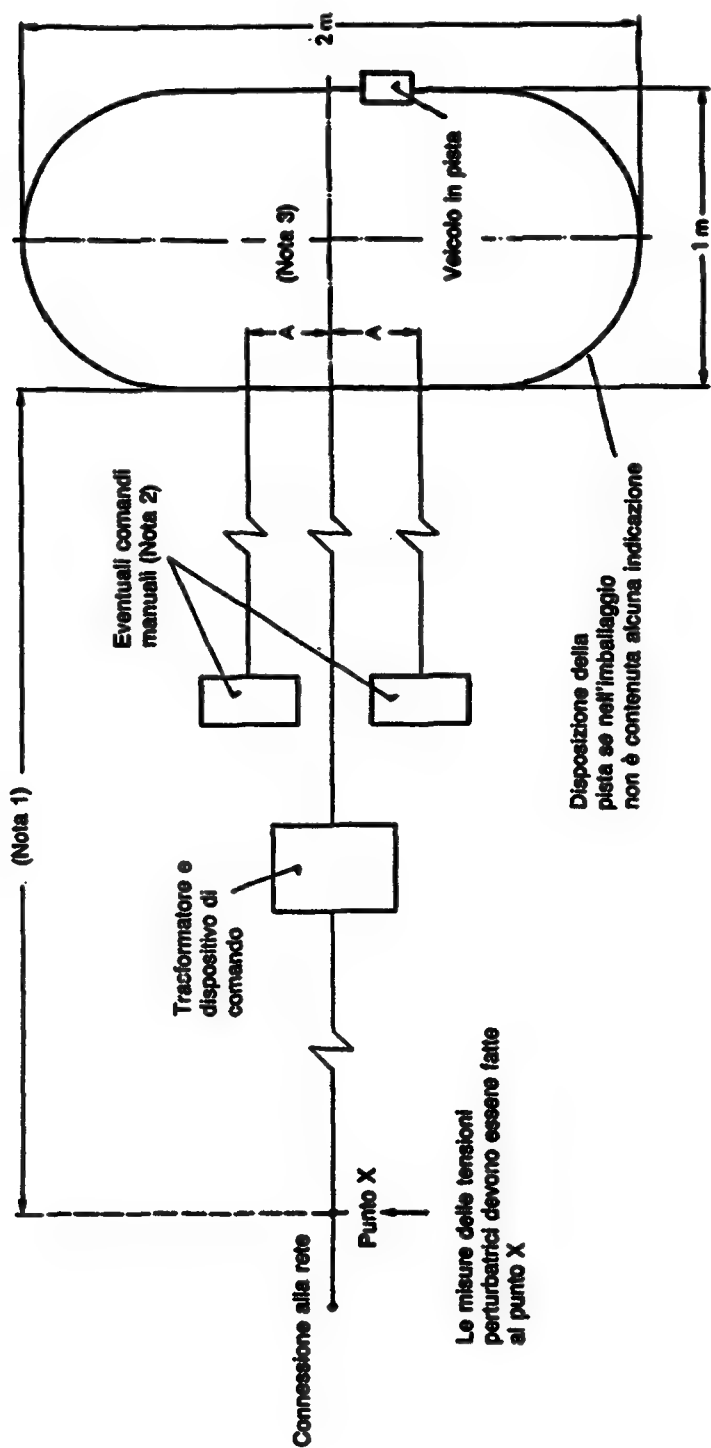 (Nota 1)
Eventuali comandi
manuali (Nota 2)
Trasformatore e
dispositivo di
comando
Connessione alla rete
Punto X
Le misure delle tensioni
perturbatrici devono essere fatte
al punto X
A
A
(Nota 3)
Veicolo in pista
2 m
1 m
Disposizione della
pista se nell'imballaggio
non è contenuta alcuna indicazione